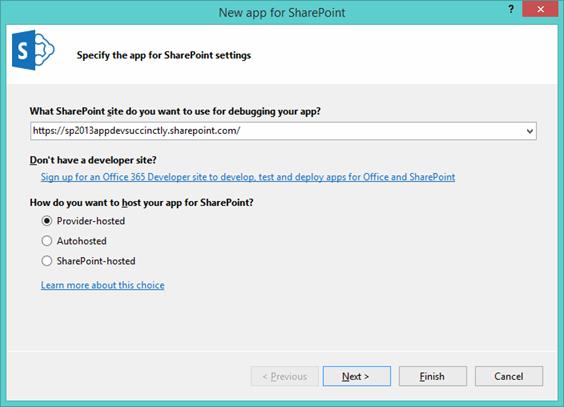 New app for SharePoint
?
S
Specify the app for SharePoint settings
What SharePoint site do you want to use for debugging your app?
https://sp2013appdevsuccinctly.sharepoint.com/
Don't have a developer site?
Sign up for an Office 365 Developer site to develop, test and deploy apps for Office and SharePoint
How do you want to host your app for SharePoint?
Provider-hosted
Autohosted
SharePoint-hosted
Learn more about this choice
< Previous Next > Finish Cancel